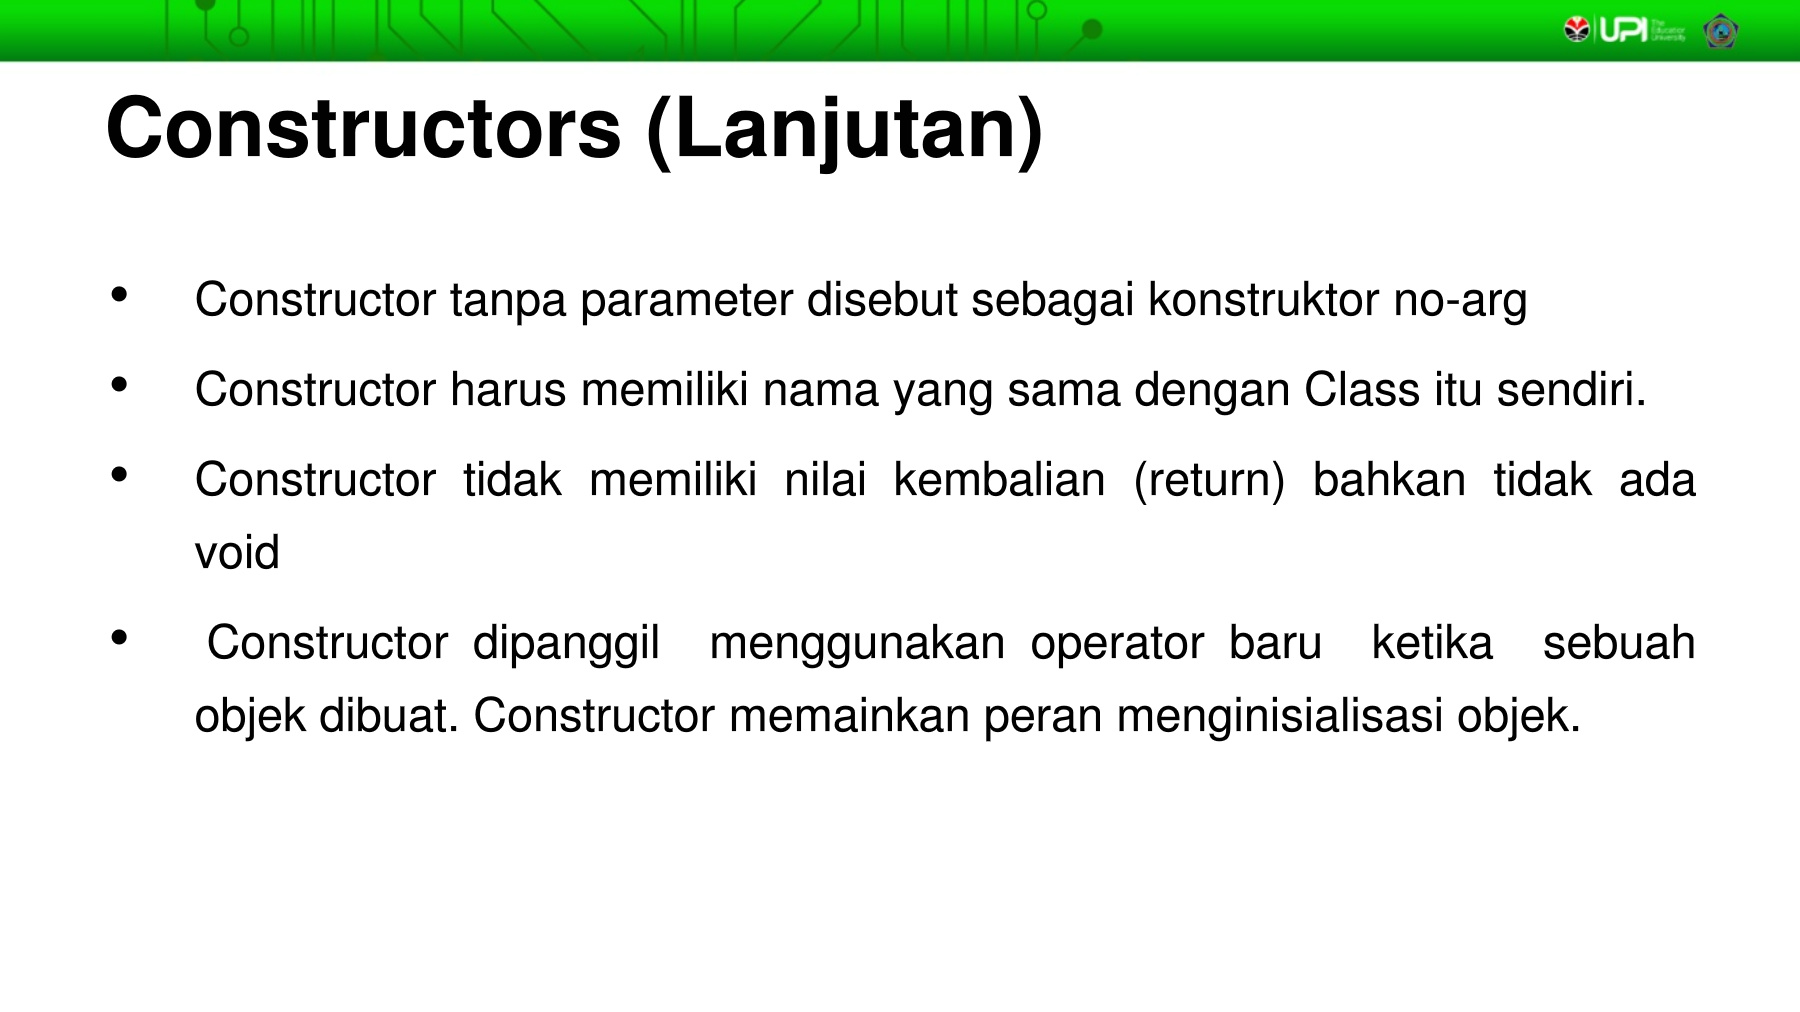 UPI The Education University
Constructors (Lanjutan)
• Constructor tanpa parameter disebut sebagai konstruktor no-arg
• Constructor harus memiliki nama yang sama dengan Class itu sendiri.
• Constructor tidak memiliki nilai kembalian (return) bahkan tidak ada
void
• Constructor dipanggil menggunakan operator baru ketika sebuah
objek dibuat. Constructor memainkan peran menginisialisasi objek.